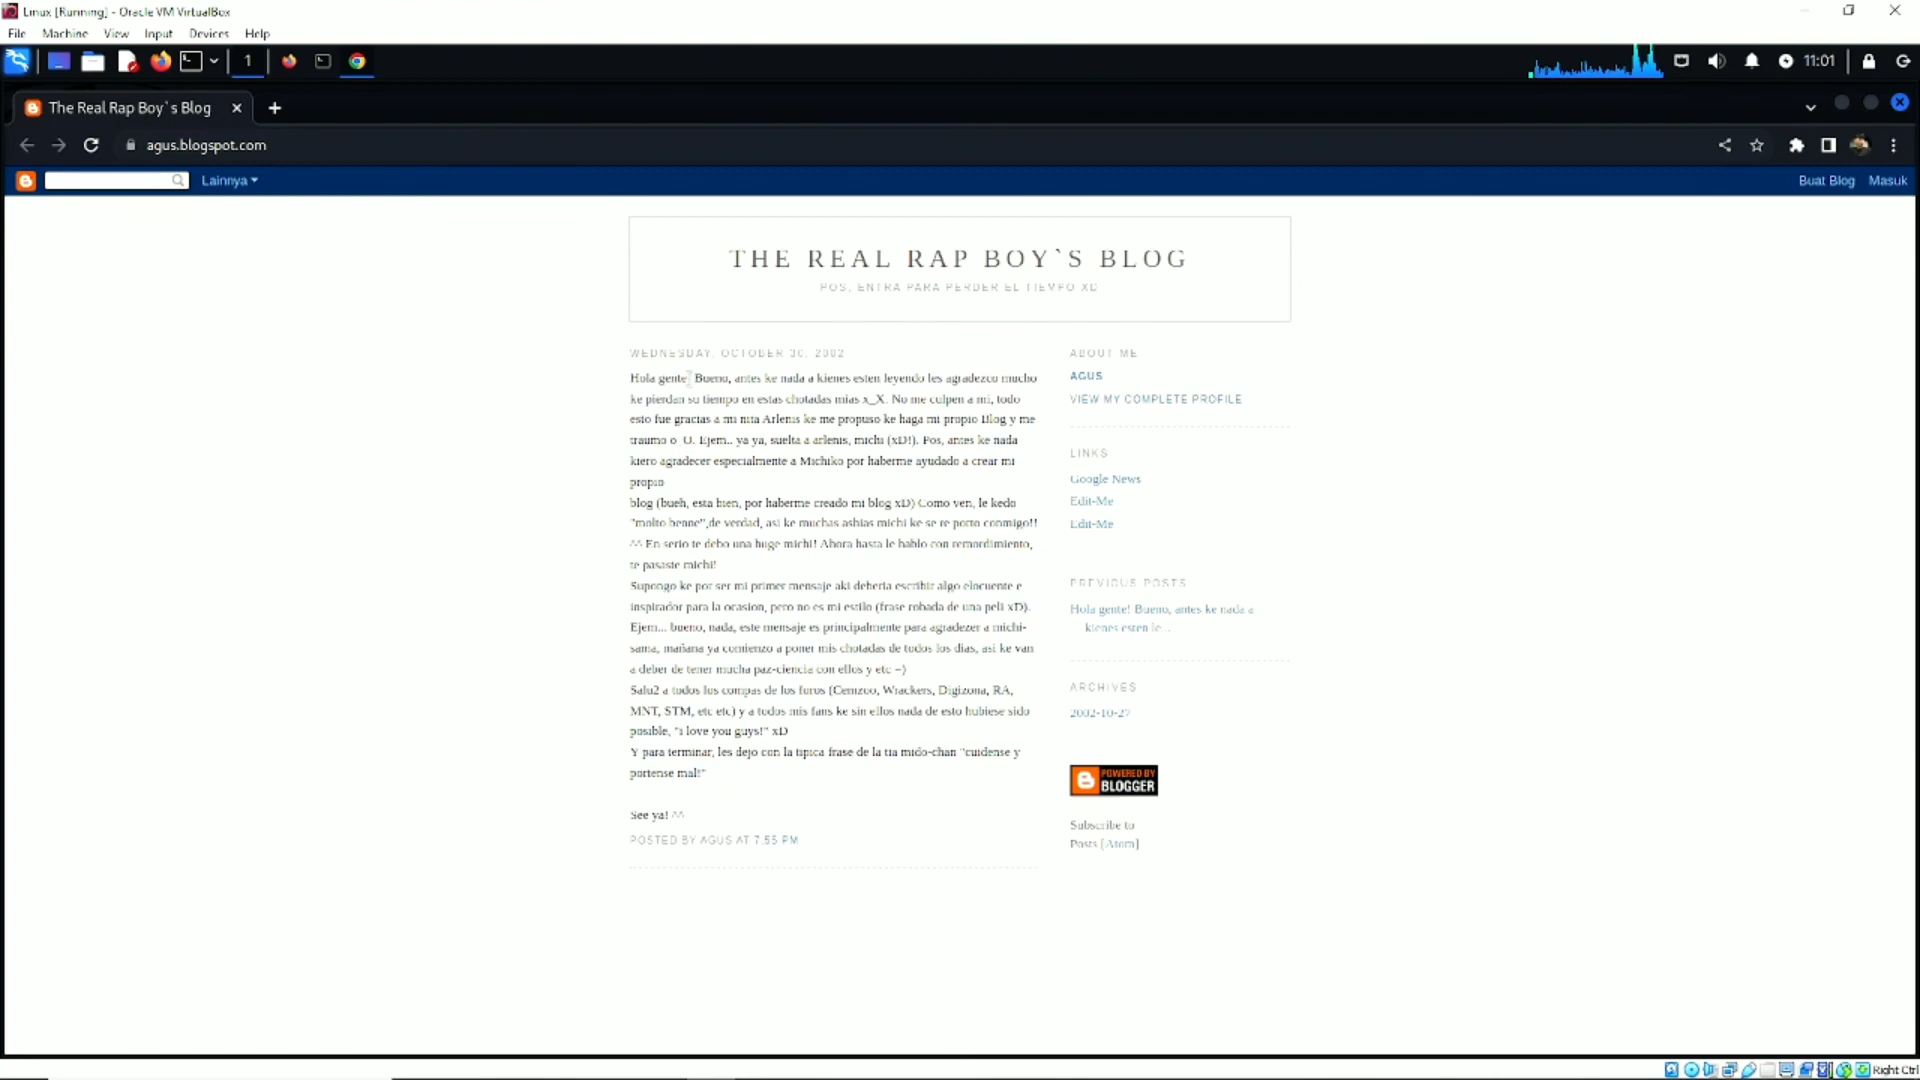 Linux [Running] - Oracle VM VirtualBox
File Machine View Input Devices Help
1
11:01
The Real Rap Boy`s Blog
agus.blogspot.com
Lainnya
Buat Blog Masuk
THE REAL RAP BOY`S BLOG
POS, ENTRA PARA PERDER EL TIEMPO XD
WEDNESDAY, OCTOBER 30, 2002
Hola gente! Bueno, antes ke nada a kienes esten leyendo les agradezco mucho
ke pierdan su tiempo en estas chotadas mias x_X. No me culpen a mi, todo
esto fue gracias a mi nita Arlenis ke me propuso ke haga mi propio Blog y me
traumo o_O. Ejem.. ya ya, suelta a arlenis, michi (xD!). Pos, antes ke nada
kiero agradecer especialmente a Michiko por haberme ayudado a crear mi
propio
blog (bueh, esta bien, por haberme creado mi blog xD) Como ven, le kedo
"molto benne",de verdad, asi ke muchas ashias michi ke se re porto conmigo!!
^^ En serio te debo una huge michi! Ahora hasta le hablo con remordimiento,
te pasaste michi!
Supongo ke por ser mi primer mensaje aki deberia escribir algo elocuente e
inspirador para la ocasion, pero no es mi estilo (frase robada de una peli xD).
Ejem... bueno, nada, este mensaje es principalmente para agradezer a michi-
sama, mañana ya comienzo a poner mis chotadas de todos los dias, asi ke van
a deber de tener mucha paz-ciencia con ellos y etc =)
Salu2 a todos los compas de los foros (Cemzoo, Wrackers, Digizona, RA,
MNT, STM, etc etc) y a todos mis fans ke sin ellos nada de esto hubiese sido
posible, "i love you guys!" xD
Y para terminar, les dejo con la tipica frase de la tia mido-chan "cuidense y
portense mal!"
See ya! ^^
POSTED BY AGUS AT 7:55 PM
ABOUT ME
AGUS
VIEW MY COMPLETE PROFILE
LINKS
Google News
Edit-Me
Edit-Me
PREVIOUS POSTS
Hola gente! Bueno, antes ke nada a
kienes esten le...
ARCHIVES
2002-10-27
POWERED BY
BLOGGER
Subscribe to
Posts [Atom]
Right Ctrl